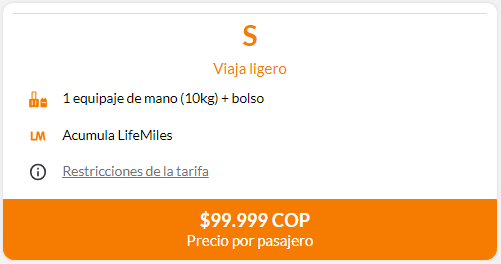 S
Viaja ligero
1 equipaje de mano (10kg) + bolso
LM Acumula LifeMiles
Restricciones de la tarifa
$99.999 COP
Precio por pasajero